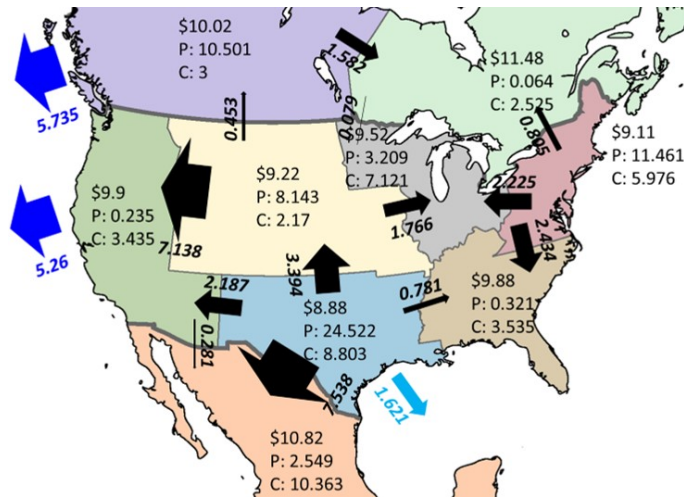 $10.02
P: 10.501
C: 3
1.582
$11.48
P: 0.064
C: 2.525
5.735
0.453
0.079
0.805
$9.11
P: 11.461
C: 5.976
$9.52
P: 3.209
C: 7.121
$9.22
P: 8.143
C: 2.17
2.225
$9.9
P: 0.235
C: 3.435
7.138
1.766
2.434
5.26
3.394
2.187
0.781
$9.88
P: 0.321
C: 3.535
$8.88
P: 24.522
C: 8.803
0.281
.538
1.621
$10.82
P: 2.549
C: 10.363